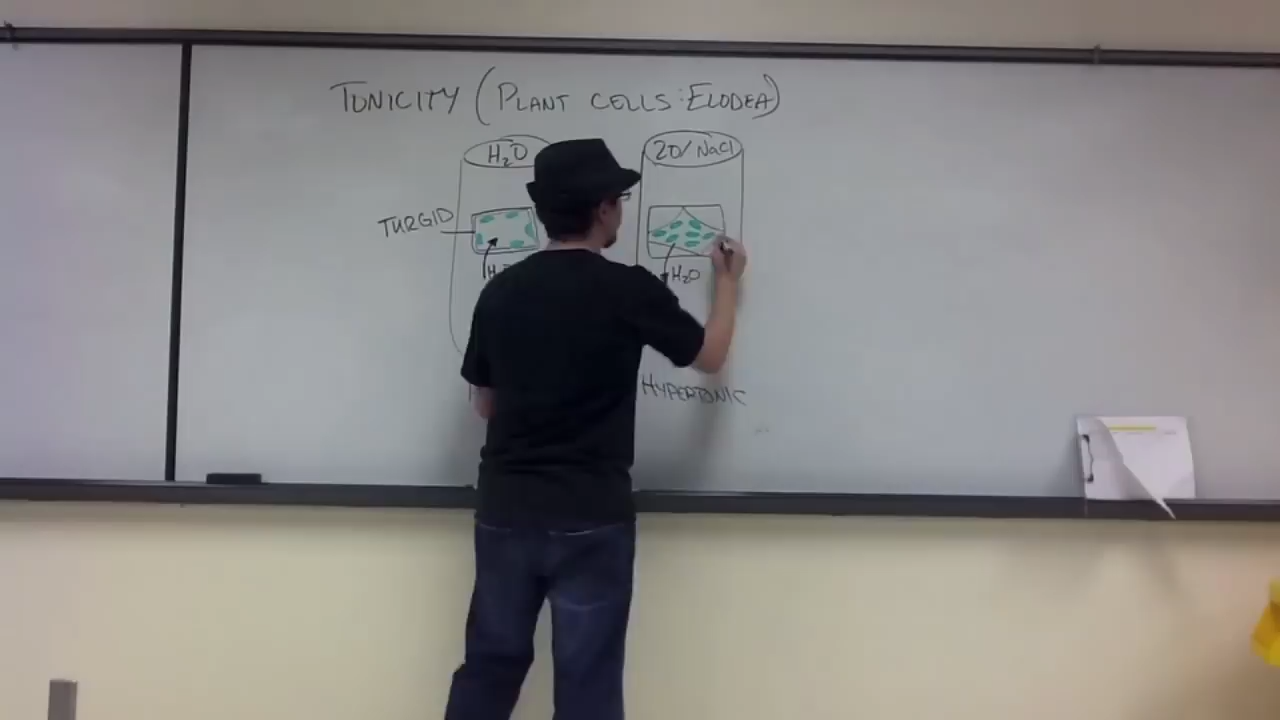 TONICITY (PLANT CELLS: ELODEA)
H₂O 20/ NaCl
TURGID
H₂O
HYPERTONIC